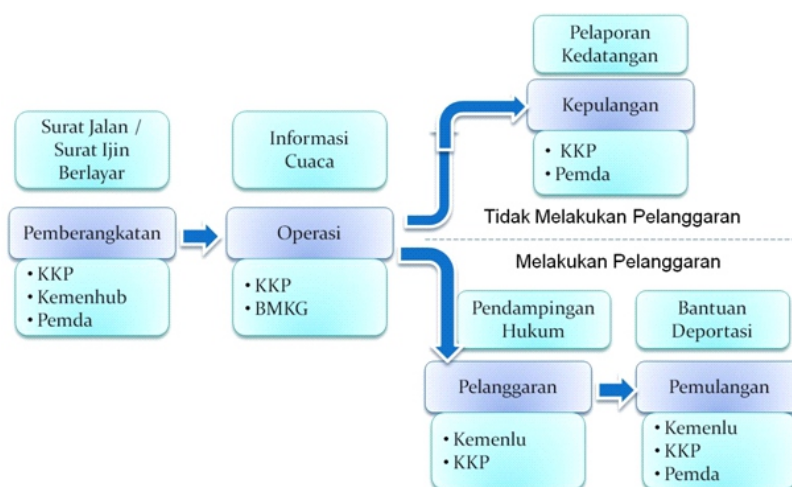 Surat Jalan /
Surat Ijin
Berlayar
Pemberangkatan
• KKP
• Kemenhub
• Pemda
Informasi
Cuaca
Operasi
• KKP
• BMKG
Pelaporan
Kedatangan
Kepulangan
• KKP
• Pemda
Tidak Melakukan Pelanggaran
Melakukan Pelanggaran
Pendampingan
Hukum
Pelanggaran
• Kemenlu
• KKP
Bantuan
Deportasi
Pemulangan
• Kemenlu
• KKP
• Pemda